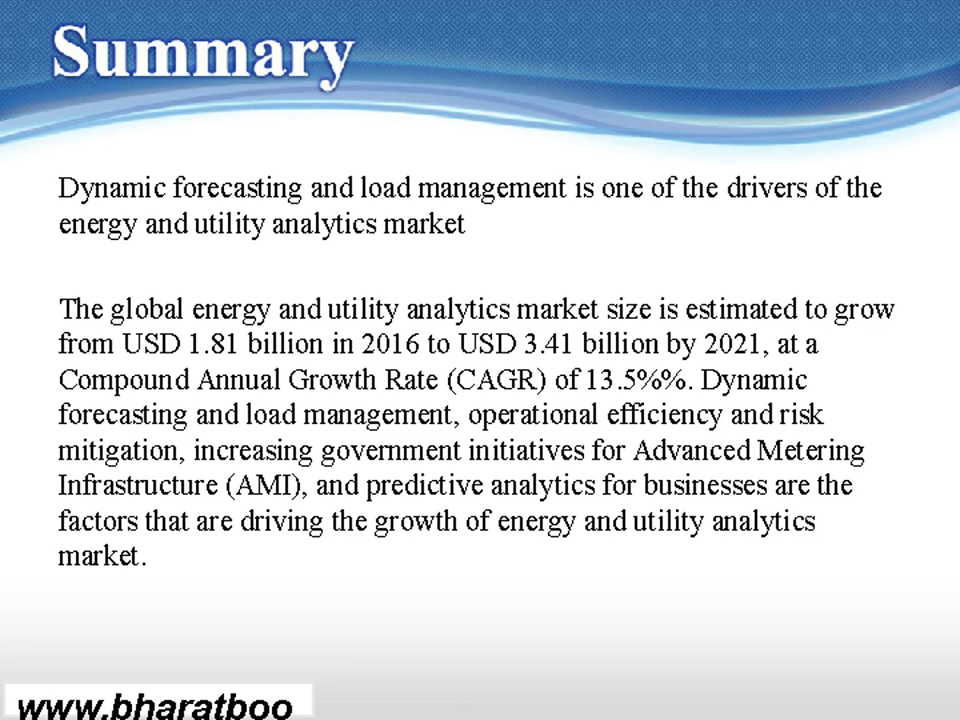 Summary
Dynamic forecasting and load management is one of the drivers of the
energy and utility analytics market
The global energy and utility analytics market size is estimated to grow
from USD 1.81 billion in 2016 to USD 3.41 billion by 2021, at a
Compound Annual Growth Rate (CAGR) of 13.5%%. Dynamic
forecasting and load management, operational efficiency and risk
mitigation, increasing government initiatives for Advanced Metering
Infrastructure (AMI), and predictive analytics for businesses are the
factors that are driving the growth of energy and utility analytics
market.
www.bharatboo